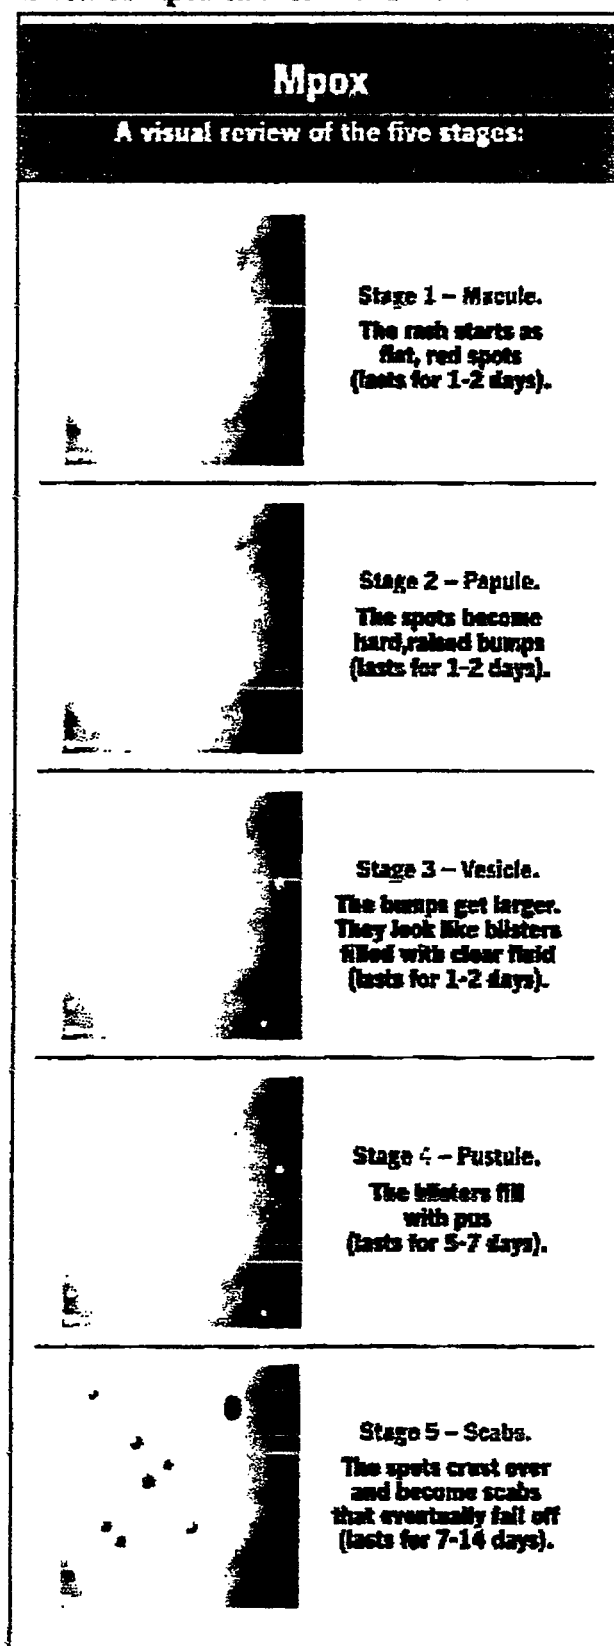 Mpox
A visual review of the five stages:
Stage 1 – Macule.
The rash starts as
flat, red spots
(lasts for 1-2 days).
Stage 2 – Papule.
The spots become
hard,raised bumps
(lasts for 1-2 days).
Stage 3 – Vesicle.
The bumps get larger.
They look like blisters
filled with clear fluid
(lasts for 1-2 days).
Stage 4 – Pustule.
The blisters fill
with pus
(lasts for 5-7 days).
Stage 5 – Scabs.
The spots crust over
and become scabs
that eventually fall off
(lasts for 7-14 days).